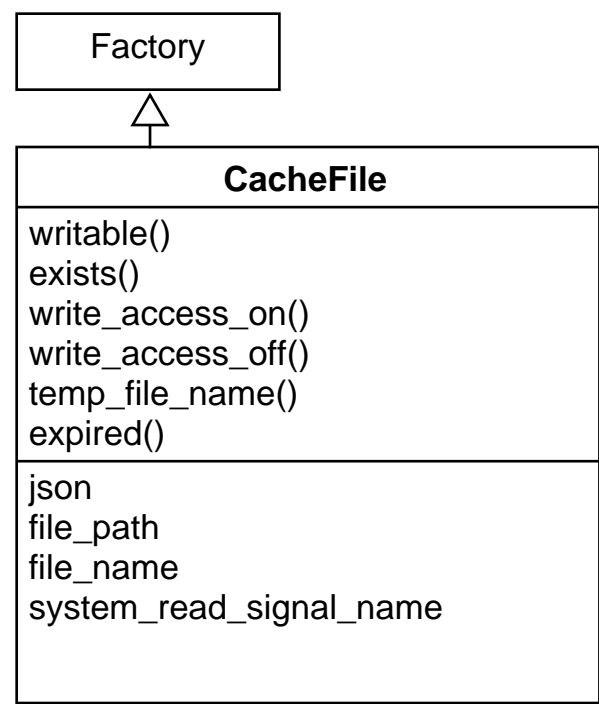 Factory
CacheFile
writable()
exists()
write_access_on()
write_access_off()
temp_file_name()
expired()
json
file_path
file_name
system_read_signal_name